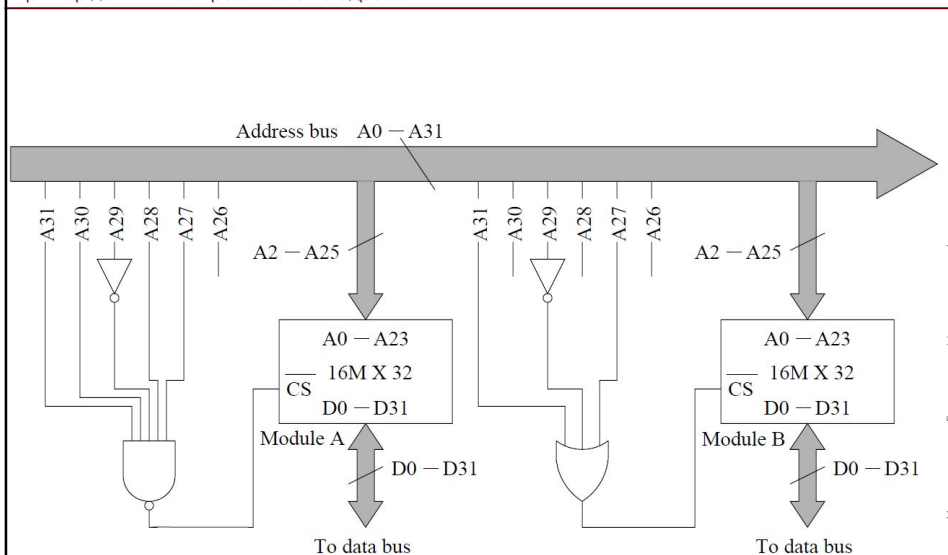 Address bus A0 – A31
A31
A30
A29
A28
A27
A26
A2 – A25
A31
A30
A29
A28
A27
A26
A2 – A25
A0 – A23
16M X 32
CS
D0 – D31
Module A
D0 – D31
To data bus
A0 – A23
16M X 32
CS
D0 – D31
Module B
D0 – D31
To data bus